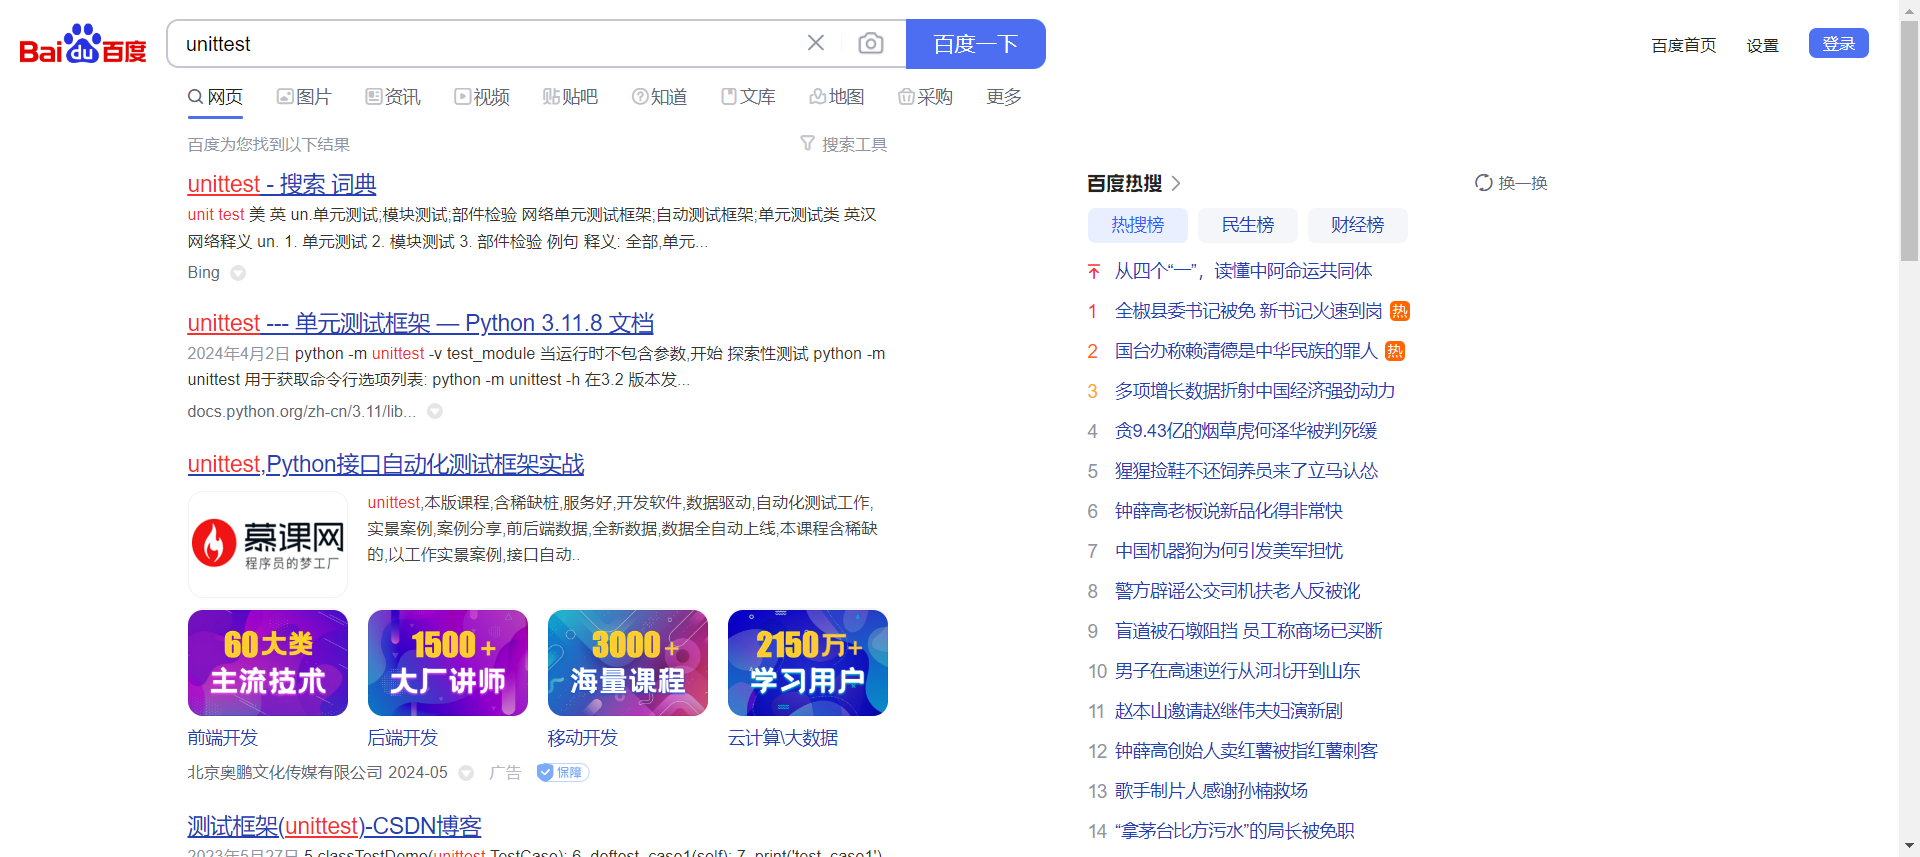 Bai du 百度
unittest
百度一下
百度首页 设置 登录
网页 图片 资讯 视频 贴吧 知道 文库 地图 采购 更多
百度为您找到以下结果 搜索工具
unittest - 搜索 词典
unit test 美 英 un.单元测试;模块测试;部件检验 网络单元测试框架;自动测试框架;单元测试类 英汉
网络释义 un. 1. 单元测试 2. 模块测试 3. 部件检验 例句 释义: 全部,单元...
Bing
unittest --- 单元测试框架 — Python 3.11.8 文档
2024年4月2日 python -m unittest -v test_module 当运行时不包含参数,开始 探索性测试 python -m
unittest 用于获取命令行选项列表: python -m unittest -h 在3.2 版本发...
docs.python.org/zh-cn/3.11/lib...
unittest,Python接口自动化测试框架实战
慕课网
程序员的梦工厂
unittest,本版课程,含稀缺桩,服务好,开发软件,数据驱动,自动化测试工作,
实景案例,案例分享,前后端数据,全新数据,数据全自动上线,本课程含稀缺
的,以工作实景案例,接口自动..
60大类
主流技术
1500+
大厂讲师
3000+
海量课程
2150万+
学习用户
前端开发 后端开发 移动开发 云计算\大数据
北京奥鹏文化传媒有限公司 2024-05 广告 保障
测试框架(unittest)-CSDN博客
2023年5月27日 5.classTestDemo(unittest.TestCase): 6. deftest_case1(self): 7. print('test_case1')
百度热搜 换一换
热搜榜 民生榜 财经榜
从四个“一”，读懂中阿命运共同体
1 全椒县委书记被免 新书记火速到岗 热
2 国台办称赖清德是中华民族的罪人 热
3 多项增长数据折射中国经济强劲动力
4 贪9.43亿的烟草虎何泽华被判死缓
5 猩猩捡鞋不还饲养员来了立马认怂
6 钟薛高老板说新品化得非常快
7 中国机器狗为何引发美军担忧
8 警方辟谣公交司机扶老人反被讹
9 盲道被石墩阻挡 员工称商场已买断
10 男子在高速逆行从河北开到山东
11 赵本山邀请赵继伟夫妇演新剧
12 钟薛高创始人卖红薯被指红薯刺客
13 歌手制片人感谢孙楠救场
14 “拿茅台比方污水”的局长被免职